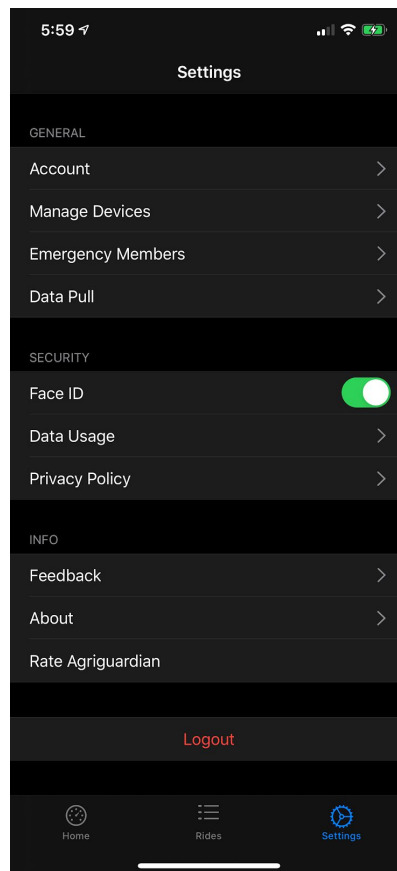 5:59
Settings
GENERAL
Account
Manage Devices
Emergency Members
Data Pull
SECURITY
Face ID
Data Usage
Privacy Policy
INFO
Feedback
About
Rate Agriguardian
Logout
Home Rides Settings